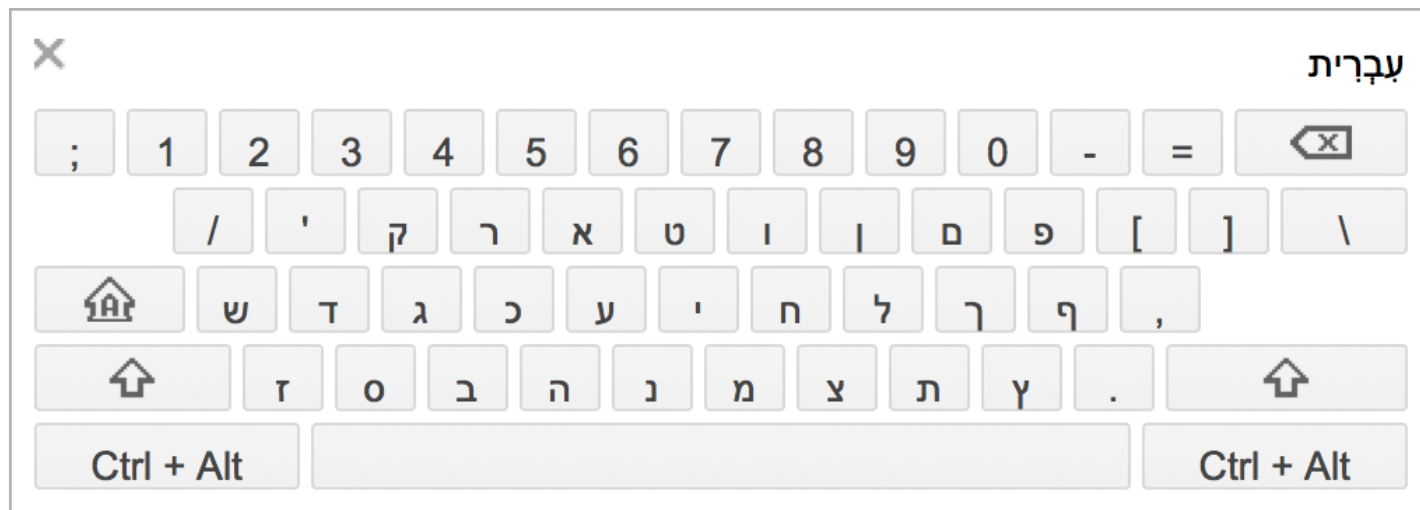 עִבְרִית
; 1 2 3 4 5 6 7 8 9 0 - =
/ ' ק ר א ט ו ן ם פ [ ] \
ש ד ג כ ע י ח ל ך ף ,
ז ס ב ה נ מ צ ת ץ .
Ctrl + Alt Ctrl + Alt